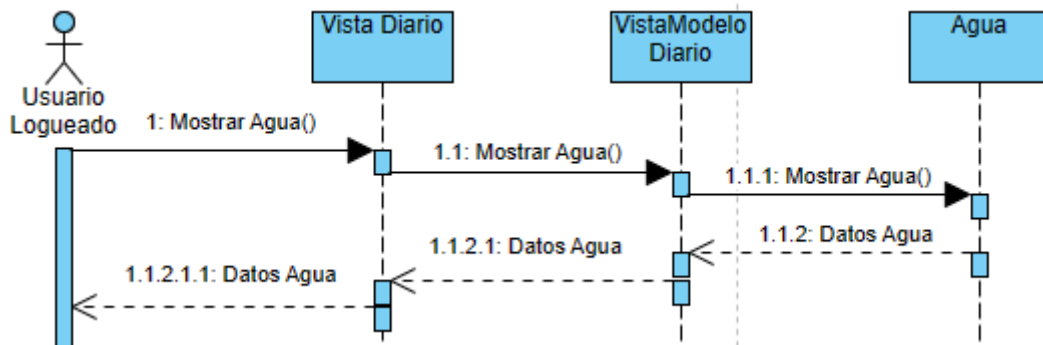 Vista Diario
VistaModelo
Diario
Agua
Usuario
Logueado
1: Mostrar Agua()
1.1: Mostrar Agua()
1.1.1: Mostrar Agua()
1.1.2: Datos Agua
1.1.2.1: Datos Agua
1.1.2.1.1: Datos Agua